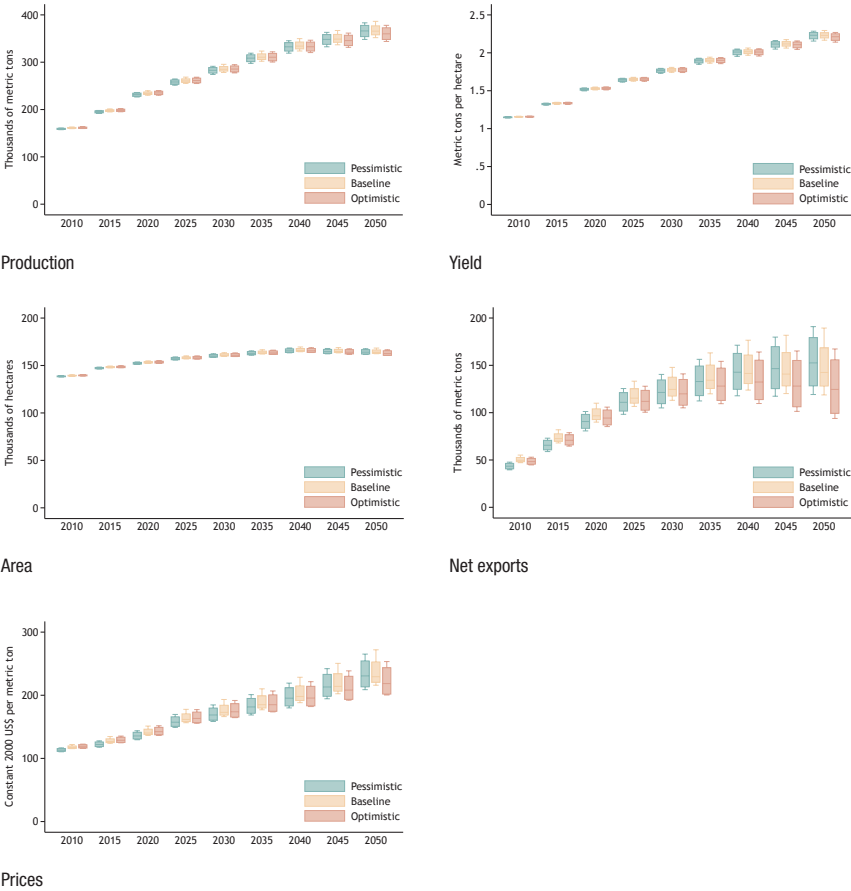 Thousands of metric tons
400
300
200
100
0
2010 2015 2020 2025 2030 2035 2040 2045 2050
Pessimistic
Baseline
Optimistic
Production
Metric tons per hectare
2.5
2
1.5
1
.5
0
2010 2015 2020 2025 2030 2035 2040 2045 2050
Pessimistic
Baseline
Optimistic
Yield
Thousands of hectares
200
150
100
50
0
2010 2015 2020 2025 2030 2035 2040 2045 2050
Pessimistic
Baseline
Optimistic
Area
Thousands of metric tons
200
150
100
50
0
2010 2015 2020 2025 2030 2035 2040 2045 2050
Pessimistic
Baseline
Optimistic
Net exports
Constant 2000 US$ per metric ton
300
200
100
0
2010 2015 2020 2025 2030 2035 2040 2045 2050
Pessimistic
Baseline
Optimistic
Prices